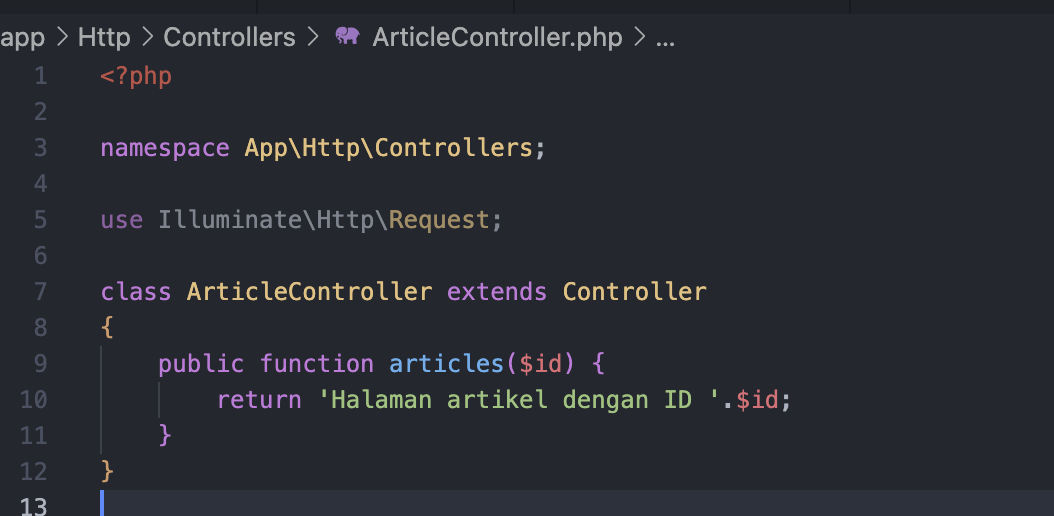 app > Http > Controllers > ArticleController.php > ...
1 <?php
2
3 namespace App\Http\Controllers;
4
5 use Illuminate\Http\Request;
6
7 class ArticleController extends Controller
8 {
9     public function articles($id) {
10         return 'Halaman artikel dengan ID '.$id;
11     }
12 }
13